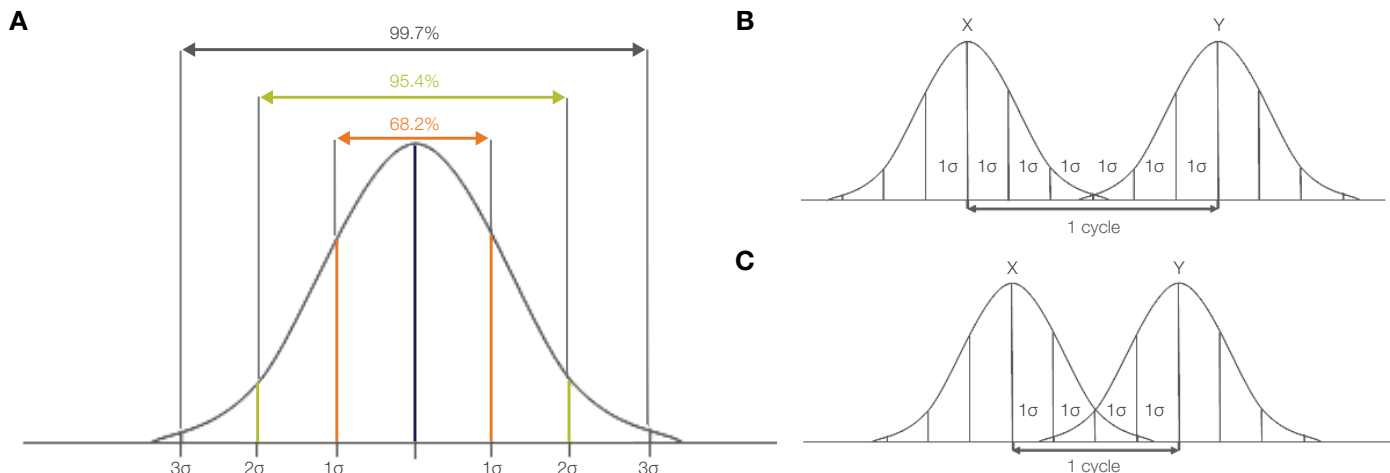 A
99.7%
95.4%
68.2%
3σ 2σ 1σ 1σ 2σ 3σ
B
X Y
1σ 1σ 1σ 1σ 1σ 1σ 1σ
1 cycle
C
X Y
1σ 1σ 1σ 1σ
1 cycle